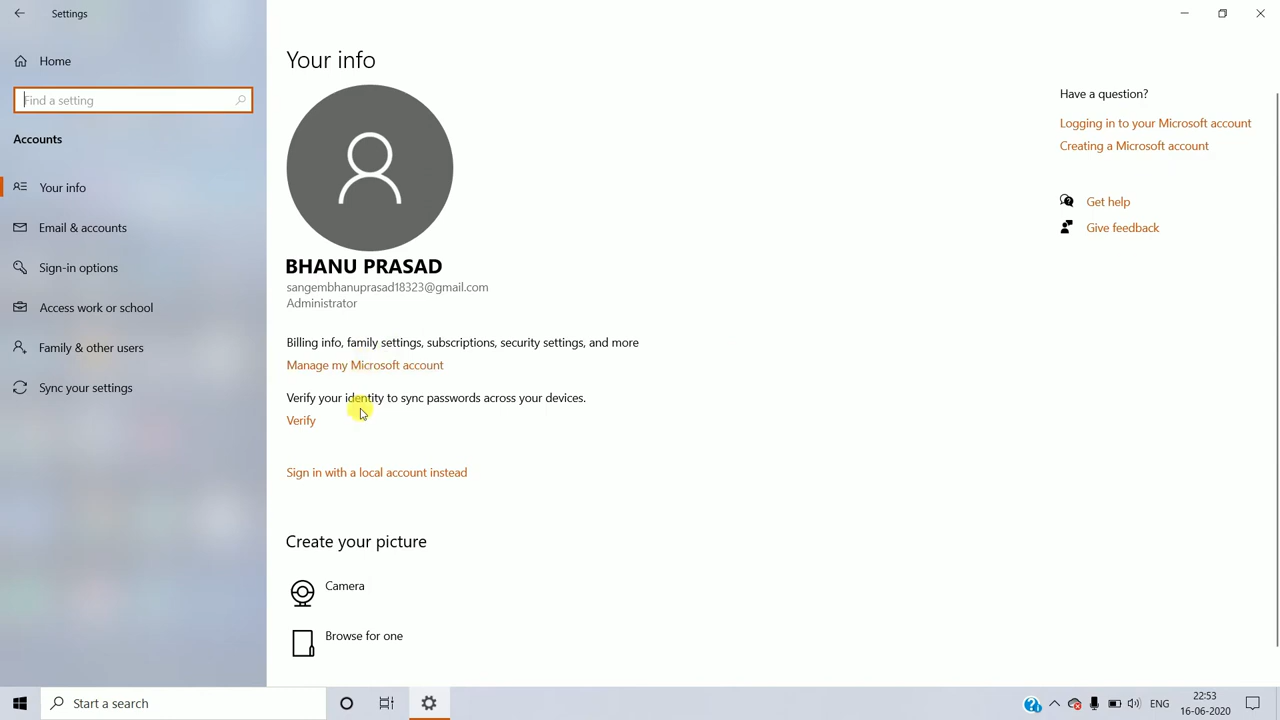 Settings
Home
Find a setting
Accounts
Your info
Email & accounts
Sign-in options
Access work or school
Family & other users
Sync your settings
Your info
BHANU PRASAD
sangembhanuprasad18323@gmail.com
Administrator
Billing info, family settings, subscriptions, security settings, and more
Manage my Microsoft account
Verify your identity to sync passwords across your devices.
Verify
Sign in with a local account instead
Create your picture
Camera
Browse for one
Have a question?
Logging in to your Microsoft account
Creating a Microsoft account
Get help
Give feedback
Start a search
ENG
22:53
16-06-2020